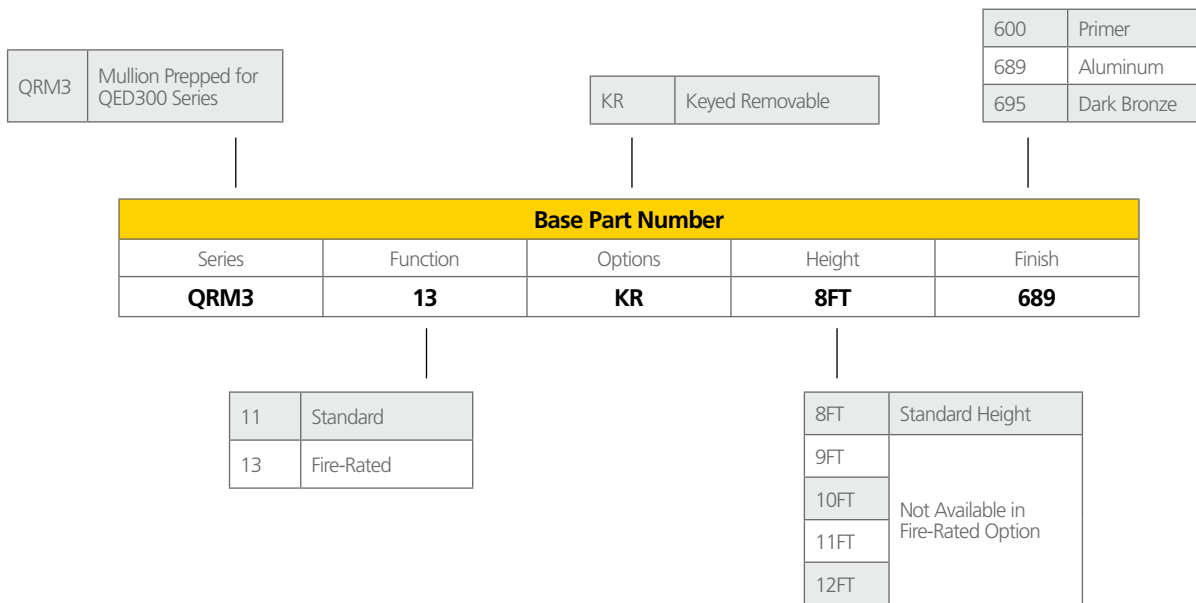 600 Primer
689 Aluminum
695 Dark Bronze
QRM3 Mullion Prepped for
QED300 Series
KR Keyed Removable
Base Part Number
Series Function Options Height Finish
QRM3 13 KR 8FT 689
11 Standard
13 Fire-Rated
8FT Standard Height
9FT
10FT
11FT
12FT
Not Available in
Fire-Rated Option